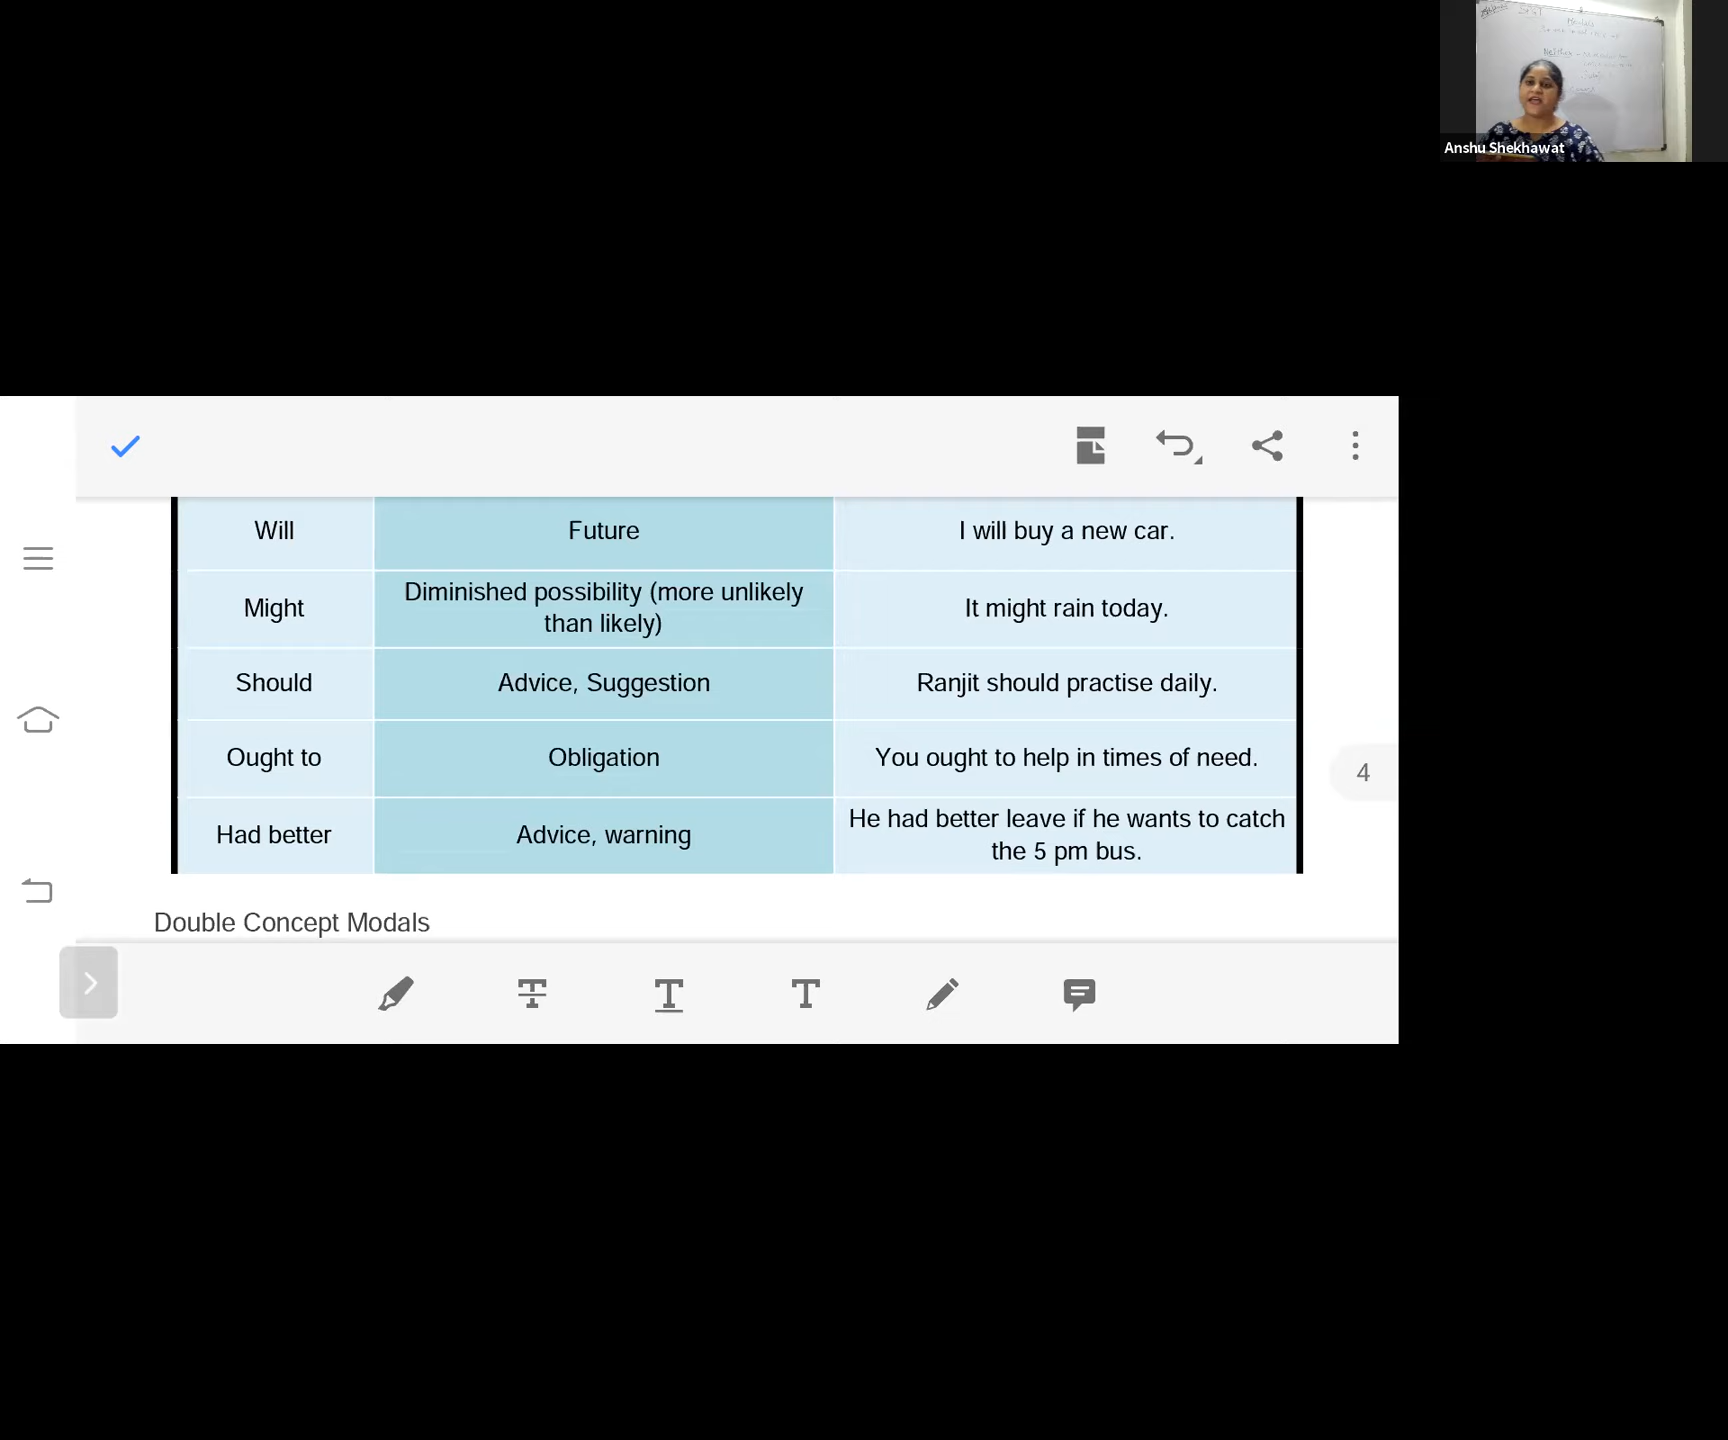 Anshu Shekhawat
Will
Future
I will buy a new car.
Might
Diminished possibility (more unlikely
than likely)
It might rain today.
Should
Advice, Suggestion
Ranjit should practise daily.
Ought to
Obligation
You ought to help in times of need.
Had better
Advice, warning
He had better leave if he wants to catch
the 5 pm bus.
4
Double Concept Modals